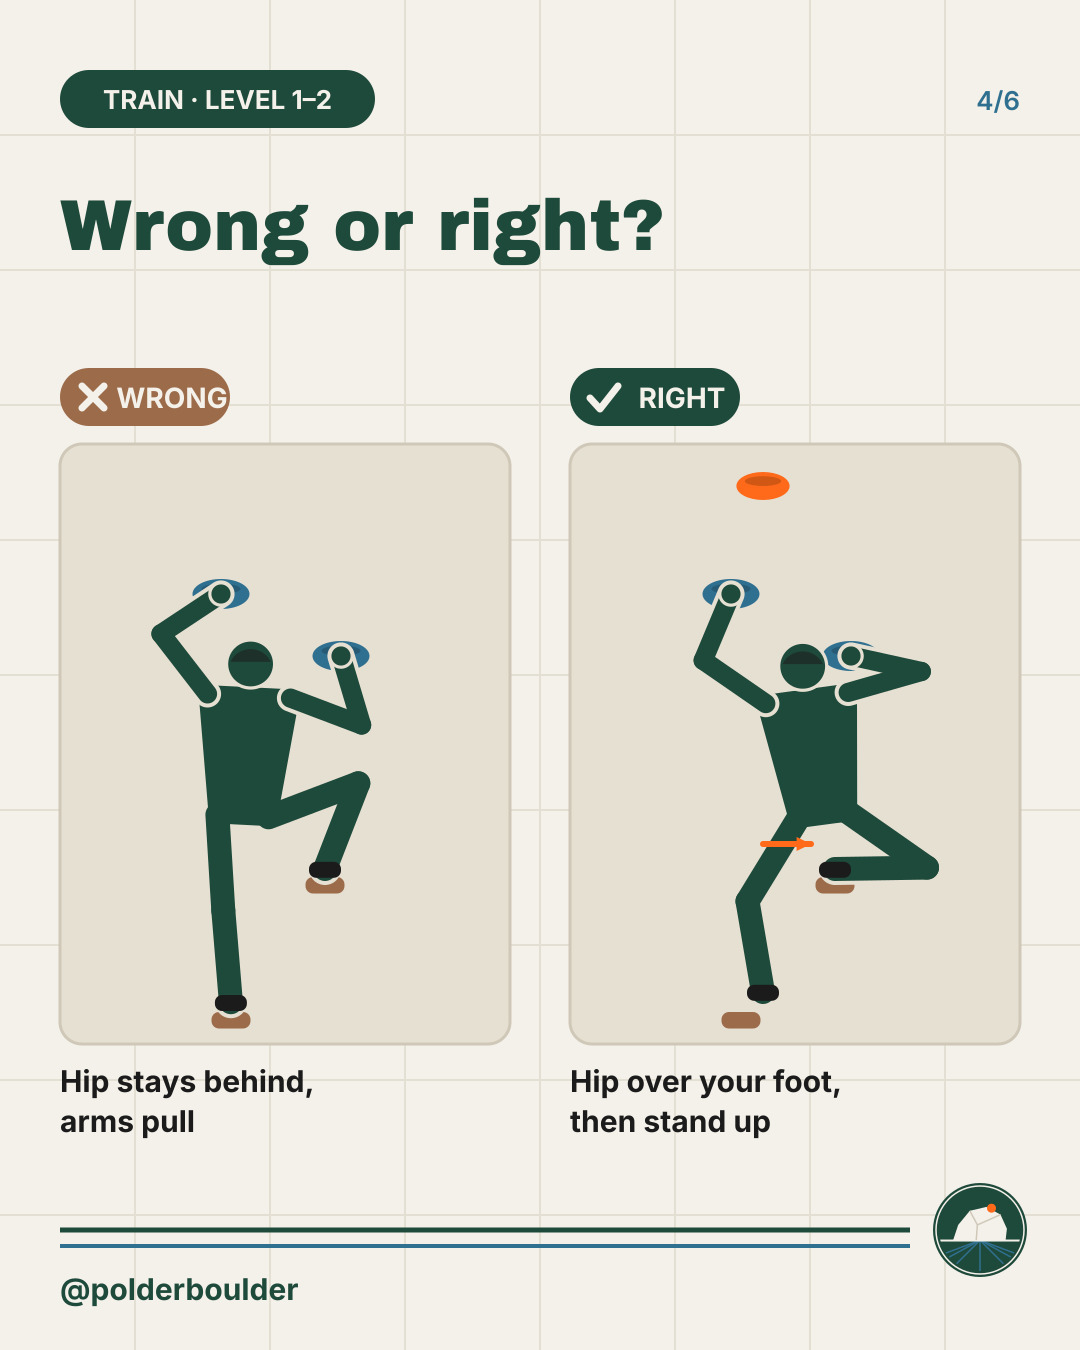 TRAIN · LEVEL 1–2
4/6
Wrong or right?
WRONG
RIGHT
Hip stays behind,
arms pull
Hip over your foot,
then stand up
@polderboulder